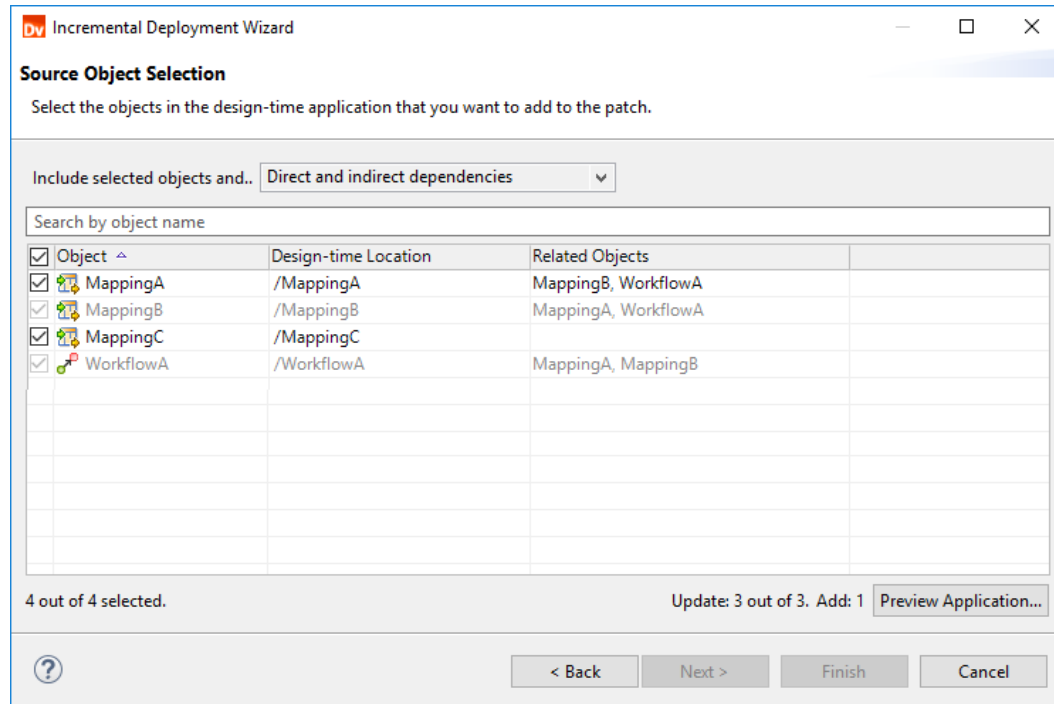 Dv Incremental Deployment Wizard
Source Object Selection
Select the objects in the design-time application that you want to add to the patch.
Include selected objects and.. Direct and indirect dependencies
Search by object name
Object Design-time Location Related Objects
MappingA /MappingA MappingB, WorkflowA
MappingB /MappingB MappingA, WorkflowA
MappingC /MappingC
WorkflowA /WorkflowA MappingA, MappingB
4 out of 4 selected. Update: 3 out of 3. Add: 1 Preview Application...
? < Back Next > Finish Cancel